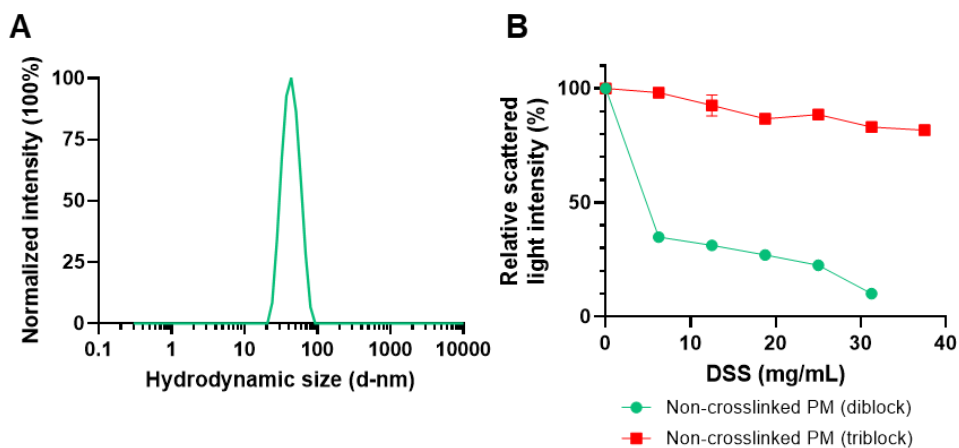 A
Normalized intensity (100%)
100
75
50
25
0
0.1 1 10 100 1000 10000
Hydrodynamic size (d-nm)
B
Relative scattered
light intensity (%)
100
50
0
0 10 20 30 40
DSS (mg/mL)
Non-crosslinked PM (diblock)
Non-crosslinked PM (triblock)